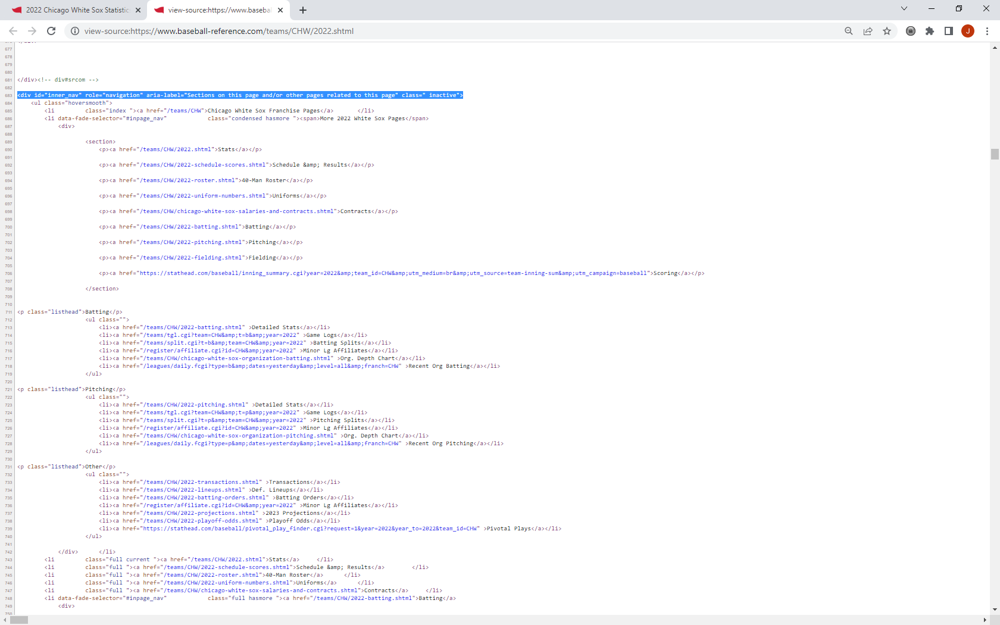 2022 Chicago White Sox Statistic
view-source:https://www.baseba
view-source:https://www.baseball-reference.com/teams/CHW/2022.shtml
J
677
678
679
680
681 </div><!-- div#srcom -->
682
683 <div id="inner_nav" role="navigation" aria-label="Sections on this page and/or other pages related to this page" class=" inactive">
684 <ul class="hoversmooth">
685 <li class="index "><a href="/teams/CHW">Chicago White Sox Franchise Pages</a> </li>
686 <li data-fade-selector="#inpage_nav" class="condensed hasmore "><span>More 2022 White Sox Pages</span>
687 <div>
688
689 <section>
690 <p><a href="/teams/CHW/2022.shtml">Stats</a></p>
691
692 <p><a href="/teams/CHW/2022-schedule-scores.shtml">Schedule &amp; Results</a></p>
693
694 <p><a href="/teams/CHW/2022-roster.shtml">40-Man Roster</a></p>
695
696 <p><a href="/teams/CHW/2022-uniform-numbers.shtml">Uniforms</a></p>
697
698 <p><a href="/teams/CHW/chicago-white-sox-salaries-and-contracts.shtml">Contracts</a></p>
699
700 <p><a href="/teams/CHW/2022-batting.shtml">Batting</a></p>
701
702 <p><a href="/teams/CHW/2022-pitching.shtml">Pitching</a></p>
703
704 <p><a href="/teams/CHW/2022-fielding.shtml">Fielding</a></p>
705
706 <p><a href="https://stathead.com/baseball/inning_summary.cgi?year=2022&amp;team_id=CHW&amp;utm_medium=br&amp;utm_source=team-inning-sum&amp;utm_campaign=baseball">Scoring</a></p>
707
708 </section>
709
710
711 <p class="listhead">Batting</p>
712 <ul class="">
713 <li><a href="/teams/CHW/2022-batting.shtml" >Detailed Stats</a></li>
714 <li><a href="/teams/tgl.cgi?team=CHW&amp;t=b&amp;year=2022" >Game Logs</a></li>
715 <li><a href="/teams/split.cgi?t=b&amp;team=CHW&amp;year=2022" >Batting Splits</a></li>
716 <li><a href="/register/affiliate.cgi?id=CHW&amp;year=2022" >Minor Lg Affiliates</a></li>
717 <li><a href="/teams/CHW/chicago-white-sox-organization-batting.shtml" >Org. Depth Chart</a></li>
718 <li><a href="/leagues/daily.fcgi?type=b&amp;dates=yesterday&amp;level=all&amp;franch=CHW" >Recent Org Batting</a></li>
719 </ul>
720
721 <p class="listhead">Pitching</p>
722 <ul class="">
723 <li><a href="/teams/CHW/2022-pitching.shtml" >Detailed Stats</a></li>
724 <li><a href="/teams/tgl.cgi?team=CHW&amp;t=p&amp;year=2022" >Game Logs</a></li>
725 <li><a href="/teams/split.cgi?t=p&amp;team=CHW&amp;year=2022" >Pitching Splits</a></li>
726 <li><a href="/register/affiliate.cgi?id=CHW&amp;year=2022" >Minor Lg Affiliates</a></li>
727 <li><a href="/teams/CHW/chicago-white-sox-organization-pitching.shtml" >Org. Depth Chart</a></li>
728 <li><a href="/leagues/daily.fcgi?type=p&amp;dates=yesterday&amp;level=all&amp;franch=CHW" >Recent Org Pitching</a></li>
729 </ul>
730
731 <p class="listhead">Other</p>
732 <ul class="">
733 <li><a href="/teams/CHW/2022-transactions.shtml" >Transactions</a></li>
734 <li><a href="/teams/CHW/2022-lineups.shtml" >Def. Lineups</a></li>
735 <li><a href="/teams/CHW/2022-batting-orders.shtml" >Batting Orders</a></li>
736 <li><a href="/register/affiliate.cgi?id=CHW&amp;year=2022" >Minor Lg Affiliates</a></li>
737 <li><a href="/teams/CHW/2022-projections.shtml" >2023 Projections</a></li>
738 <li><a href="/teams/CHW/2022-playoff-odds.shtml" >Playoff Odds</a></li>
739 <li><a href="https://stathead.com/baseball/pivotal_play_finder.cgi?request=1&year=2022&year_to=2022&team_id=CHW" >Pivotal Plays</a></li>
740 </ul>
741
742 </div> </li>
743 <li class="full current "><a href="/teams/CHW/2022.shtml">Stats</a> </li>
744 <li class="full "><a href="/teams/CHW/2022-schedule-scores.shtml">Schedule &amp; Results</a> </li>
745 <li class="full "><a href="/teams/CHW/2022-roster.shtml">40-Man Roster</a> </li>
746 <li class="full "><a href="/teams/CHW/2022-uniform-numbers.shtml">Uniforms</a> </li>
747 <li class="full "><a href="/teams/CHW/chicago-white-sox-salaries-and-contracts.shtml">Contracts</a> </li>
748 <li data-fade-selector="#inpage_nav" class="full hasmore "><a href="/teams/CHW/2022-batting.shtml">Batting</a>
749 <div>
750